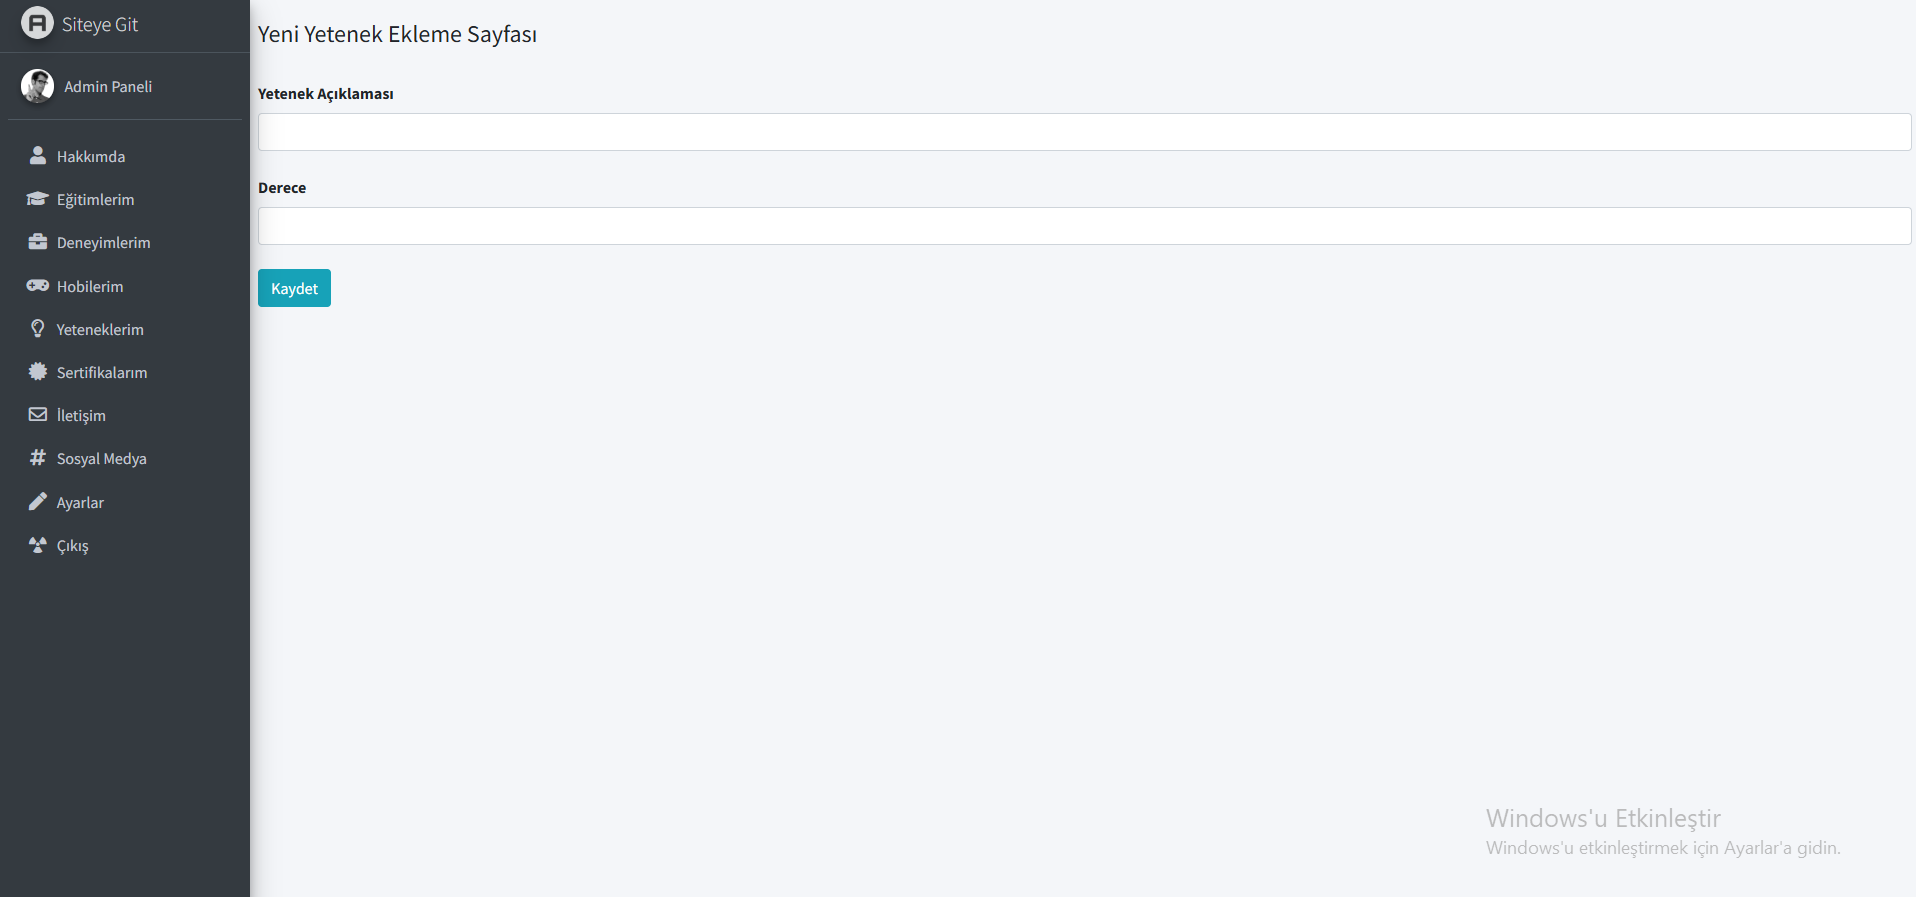 Siteye Git
Admin Paneli
Hakkımda
Eğitimlerim
Deneyimlerim
Hobilerim
Yeteneklerim
Sertifikalarım
İletişim
Sosyal Medya
Ayarlar
Çıkış
Yeni Yetenek Ekleme Sayfası
Yetenek Açıklaması
Derece
Kaydet
Windows'u Etkinleştir
Windows'u etkinleştirmek için Ayarlar'a gidin.